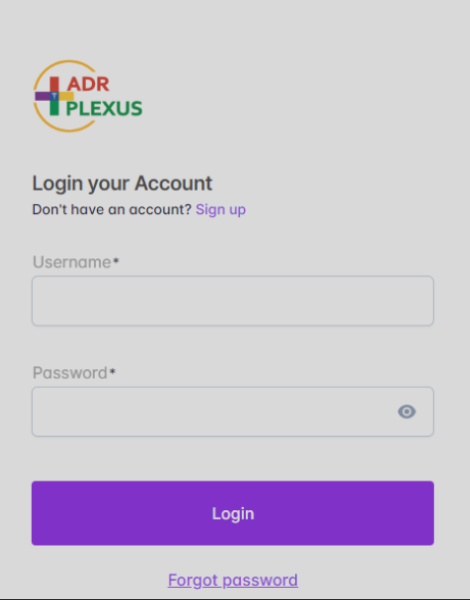 ADR
PLEXUS
Login your Account
Don't have an account? Sign up
Username*
Password*
Login
Forgot password